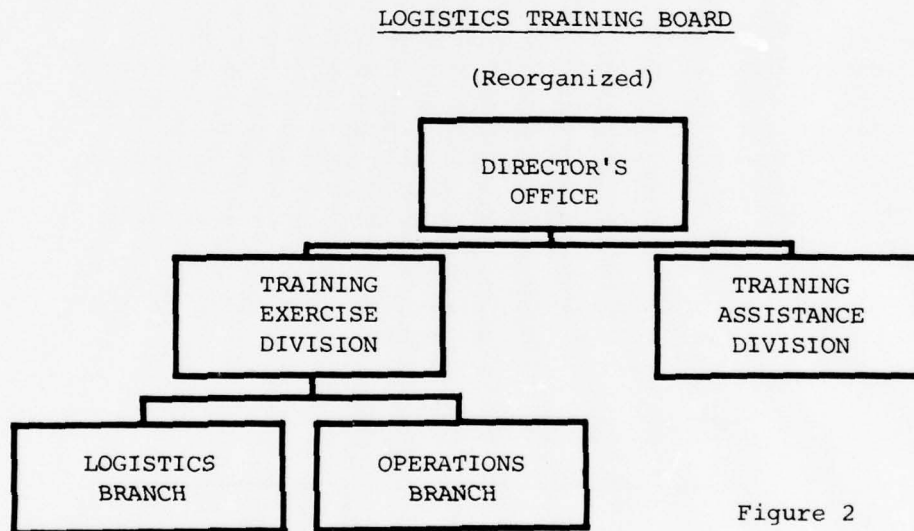 LOGISTICS TRAINING BOARD
(Reorganized)
DIRECTOR'S
OFFICE
TRAINING
EXERCISE
DIVISION
TRAINING
ASSISTANCE
DIVISION
LOGISTICS
BRANCH
OPERATIONS
BRANCH
Figure 2